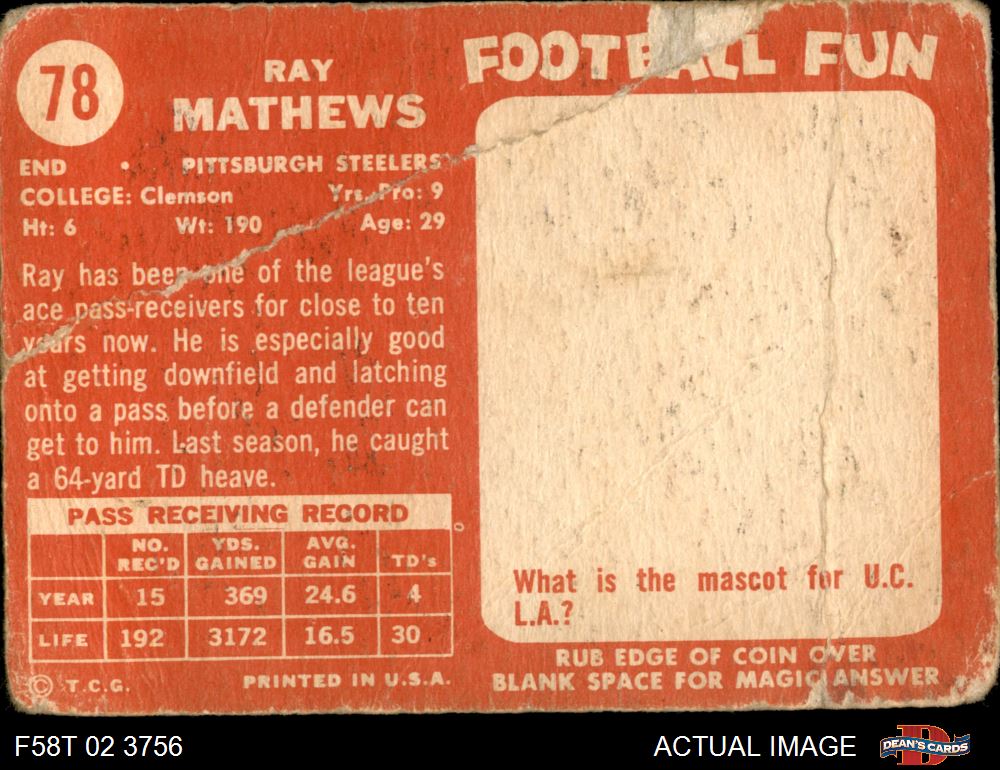 78
RAY
MATHEWS
END • PITTSBURGH STEELERS
COLLEGE: Clemson Yrs. Pro: 9
Ht: 6 Wt: 190 Age: 29
Ray has been one of the league's
ace pass-receivers for close to ten
years now. He is especially good
at getting downfield and latching
onto a pass before a defender can
get to him. Last season, he caught
a 64-yard TD heave.
PASS RECEIVING RECORD
NO. REC'D YDS. GAINED AVG. GAIN TD's
YEAR 15 369 24.6 4
LIFE 192 3172 16.5 30
© T.C.G. PRINTED IN U.S.A.
FOOTBALL FUN
What is the mascot for U.C.
L.A.?
RUB EDGE OF COIN OVER
BLANK SPACE FOR MAGIC ANSWER
F58T 02 3756 ACTUAL IMAGE D DEAN'S CARDS